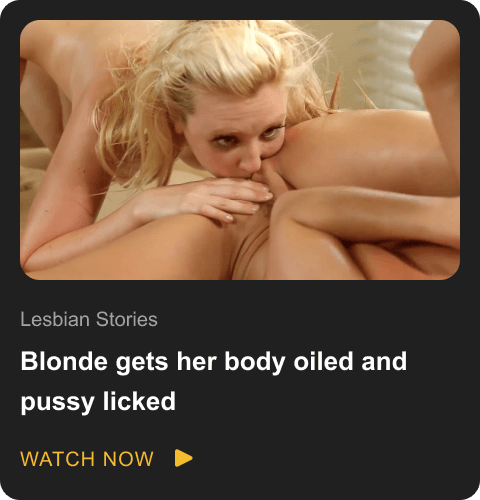 Lesbian Stories
Blonde gets her body oiled and
pussy licked
WATCH NOW